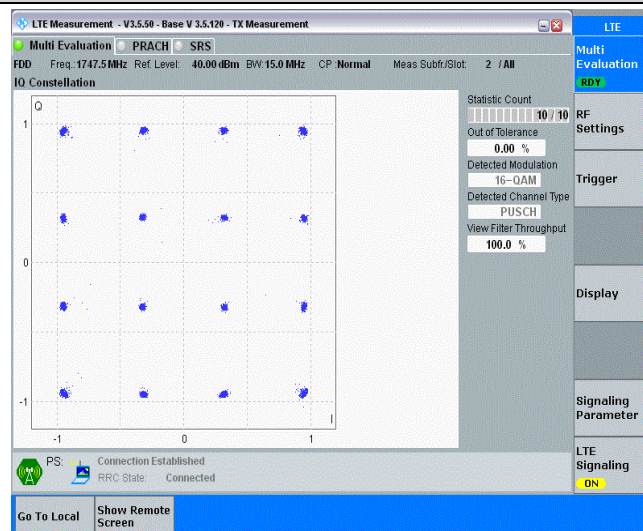 LTE Measurement - V3.5.50 - Base V 3.5.120 - TX Measurement
LTE
Multi Evaluation PRACH SRS
Multi
Evaluation
RDY
FDD Freq.:1747.5 MHz Ref. Level: 40.00 dBm BW:15.0 MHz CP :Normal Meas Subfr./Slot: 2 / All
IQ Constellation
Q
1
0
-1
-1
0
1
I
Statistic Count
10 / 10
Out of Tolerance
0.00 %
Detected Modulation
16-QAM
Detected Channel Type
PUSCH
View Filter Throughput
100.0 %
RF
Settings
Trigger
Display
Signaling
Parameter
LTE
Signaling
ON
PS: Connection Established
RRC State: Connected
Go To Local
Show Remote
Screen